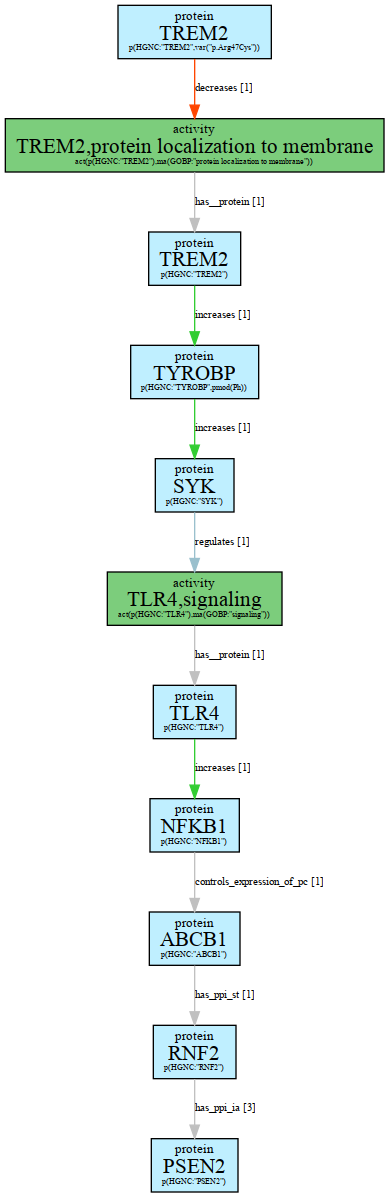 protein
TREM2
p(HGNC:"TREM2",var("p.Arg47Cys"))
decreases [1]
activity
TREM2,protein localization to membrane
act(p(HGNC:"TREM2"),ma(GOBP:"protein localization to membrane"))
has__protein [1]
protein
TREM2
p(HGNC:"TREM2")
increases [1]
protein
TYROBP
p(HGNC:"TYROBP",pmod(Ph))
increases [1]
protein
SYK
p(HGNC:"SYK")
regulates [1]
activity
TLR4,signaling
act(p(HGNC:"TLR4"),ma(GOBP:"signaling"))
has__protein [1]
protein
TLR4
p(HGNC:"TLR4")
increases [1]
protein
NFKB1
p(HGNC:"NFKB1")
controls_expression_of_pc [1]
protein
ABCB1
p(HGNC:"ABCB1")
has_ppi_st [1]
protein
RNF2
p(HGNC:"RNF2")
has_ppi_ia [3]
protein
PSEN2
p(HGNC:"PSEN2")